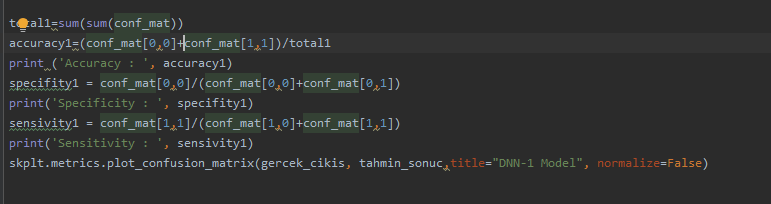 total1=sum(sum(conf_mat))
accuracy1=(conf_mat[0,0]+conf_mat[1,1])/total1
print ('Accuracy : ', accuracy1)
specifity1 = conf_mat[0,0]/(conf_mat[0,0]+conf_mat[0,1])
print('Specificity : ', specifity1)
sensivity1 = conf_mat[1,1]/(conf_mat[1,0]+conf_mat[1,1])
print('Sensitivity : ', sensivity1)
skplt.metrics.plot_confusion_matrix(gercek_cikis, tahmin_sonuc,title="DNN-1 Model", normalize=False)